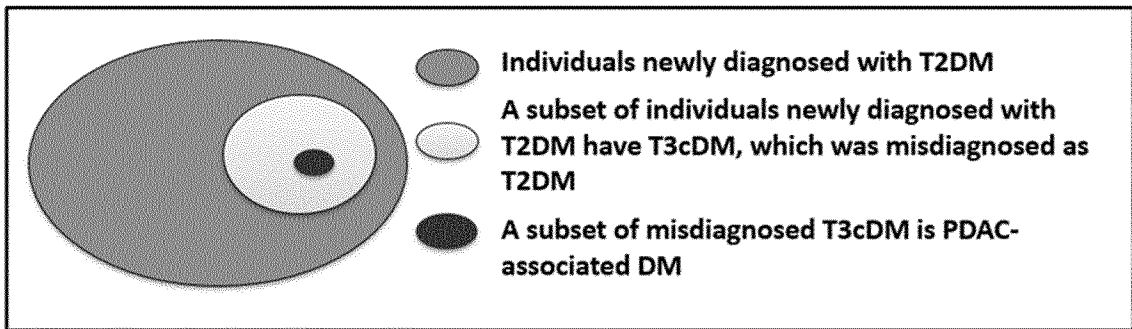 Individuals newly diagnosed with T2DM
A subset of individuals newly diagnosed with
T2DM have T3cDM, which was misdiagnosed as
T2DM
A subset of misdiagnosed T3cDM is PDAC-
associated DM